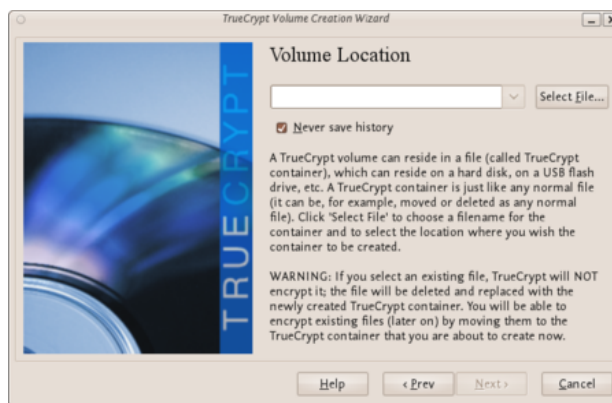 TrueCrypt Volume Creation Wizard
TRUECRYPT
Volume Location
Select File...
Never save history
A TrueCrypt volume can reside in a file (called TrueCrypt
container), which can reside on a hard disk, on a USB flash
drive, etc. A TrueCrypt container is just like any normal file
(it can be, for example, moved or deleted as any normal
file). Click 'Select File' to choose a filename for the
container and to select the location where you wish the
container to be created.
WARNING: If you select an existing file, TrueCrypt will NOT
encrypt it; the file will be deleted and replaced with the
newly created TrueCrypt container. You will be able to
encrypt existing files (later on) by moving them to the
TrueCrypt container that you are about to create now.
Help
< Prev
Next >
Cancel